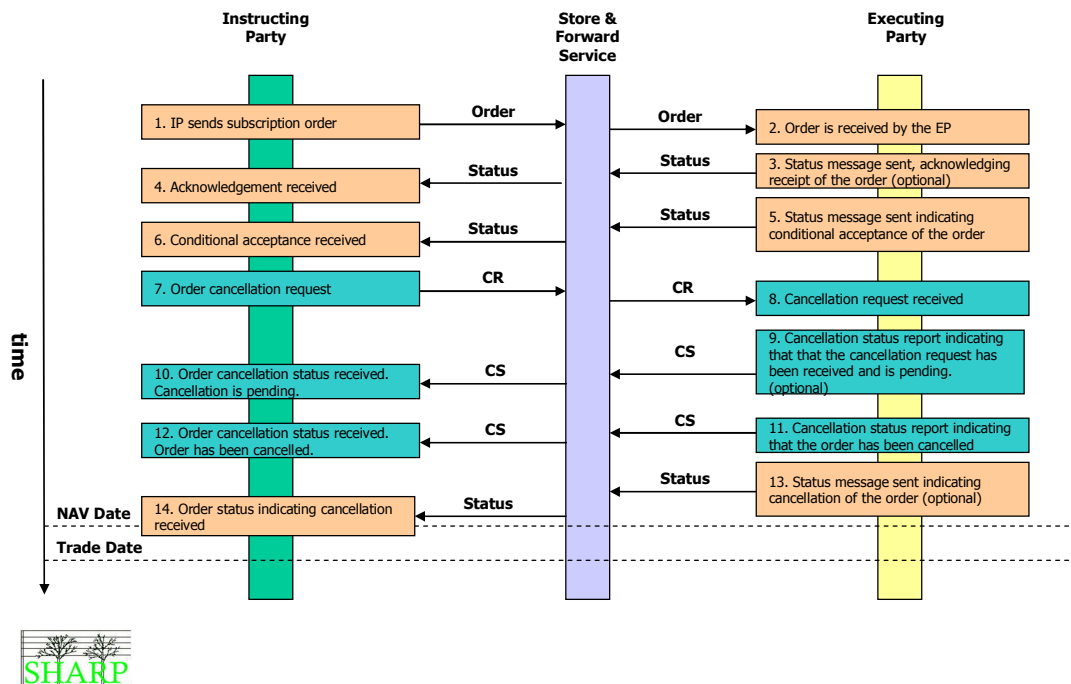 Instructing
Party
Store &
Forward
Service
Executing
Party
1. IP sends subscription order
Order
Order
2. Order is received by the EP
Status
3. Status message sent, acknowledging
receipt of the order (optional)
4. Acknowledgement received
Status
5. Status message sent indicating
conditional acceptance of the order
Status
6. Conditional acceptance received
Status
7. Order cancellation request
CR
CR
8. Cancellation request received
9. Cancellation status report indicating
that that the cancellation request has
been received and is pending.
(optional)
CS
10. Order cancellation status received.
Cancellation is pending.
CS
11. Cancellation status report indicating
that the order has been cancelled
CS
12. Order cancellation status received.
Order has been cancelled.
CS
13. Status message sent indicating
cancellation of the order (optional)
Status
14. Order status indicating cancellation
received
Status
time
NAV Date
Trade Date
SHARP